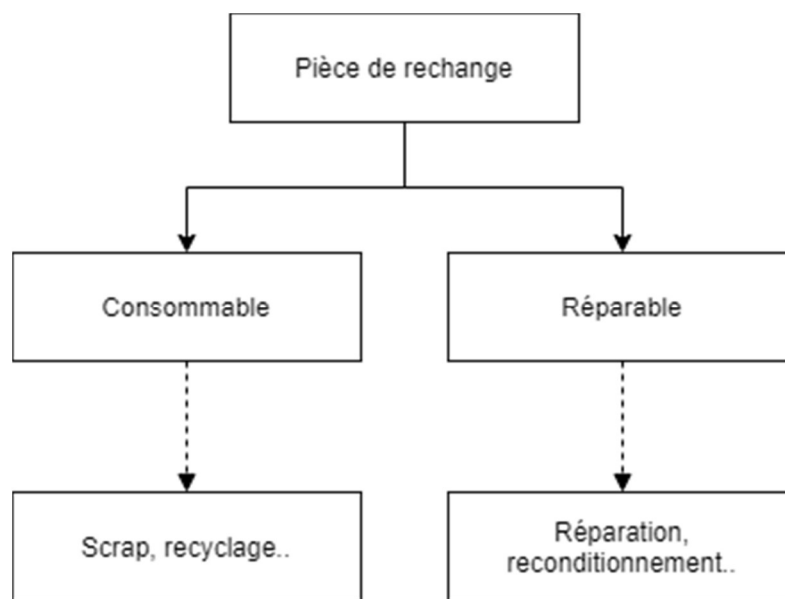 Pièce de rechange
Consommable
Réparable
Scrap, recyclage..
Réparation,
reconditionnement..